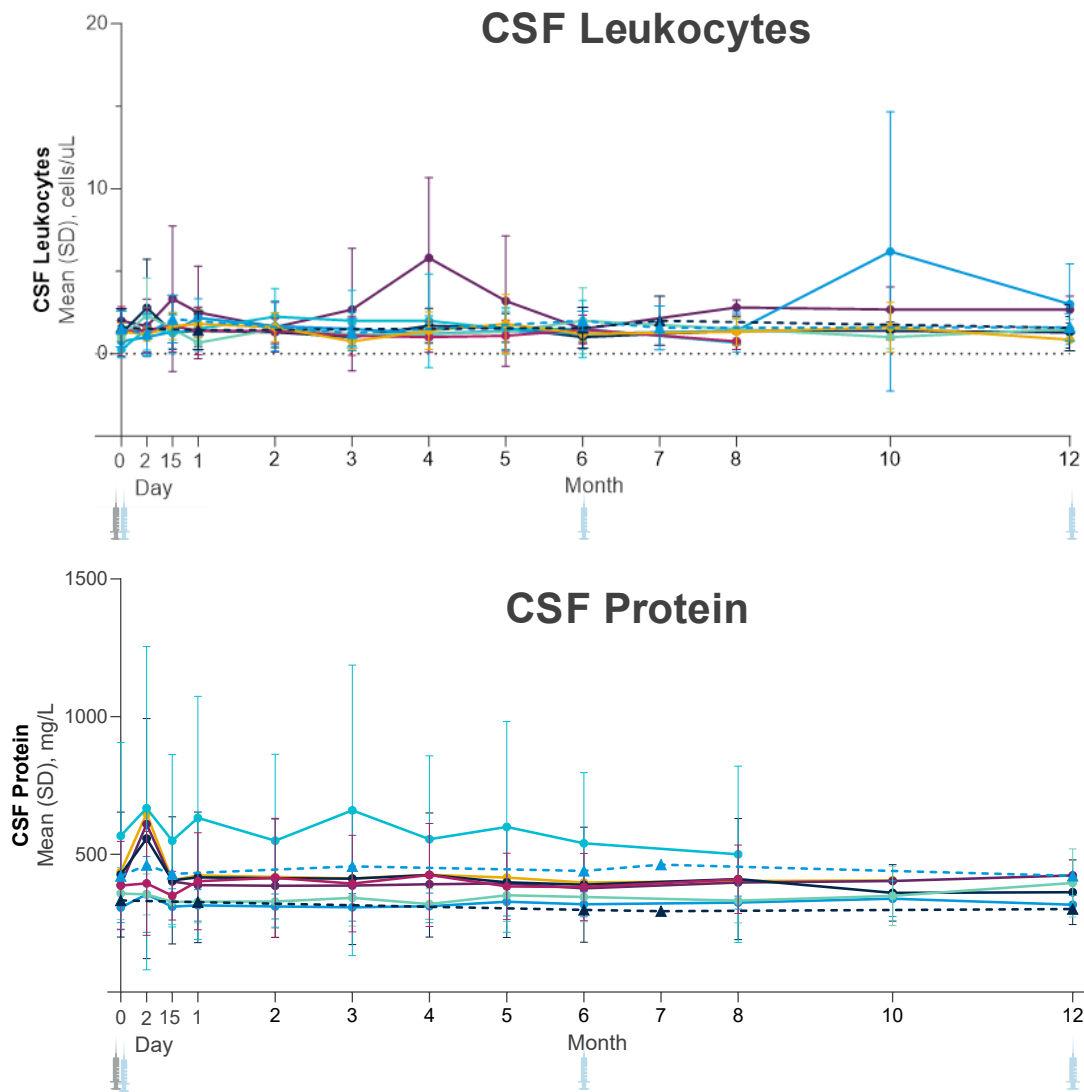 CSF Leukocytes
CSF Leukocytes
Mean (SD), cells/uL
20
10
0
0 2 15 1 2 3 4 5 6 7 8 10 12
Day
Month
CSF Protein
CSF Protein
Mean (SD), mg/L
1500
1000
500
0 2 15 1 2 3 4 5 6 7 8 10 12
Day
Month